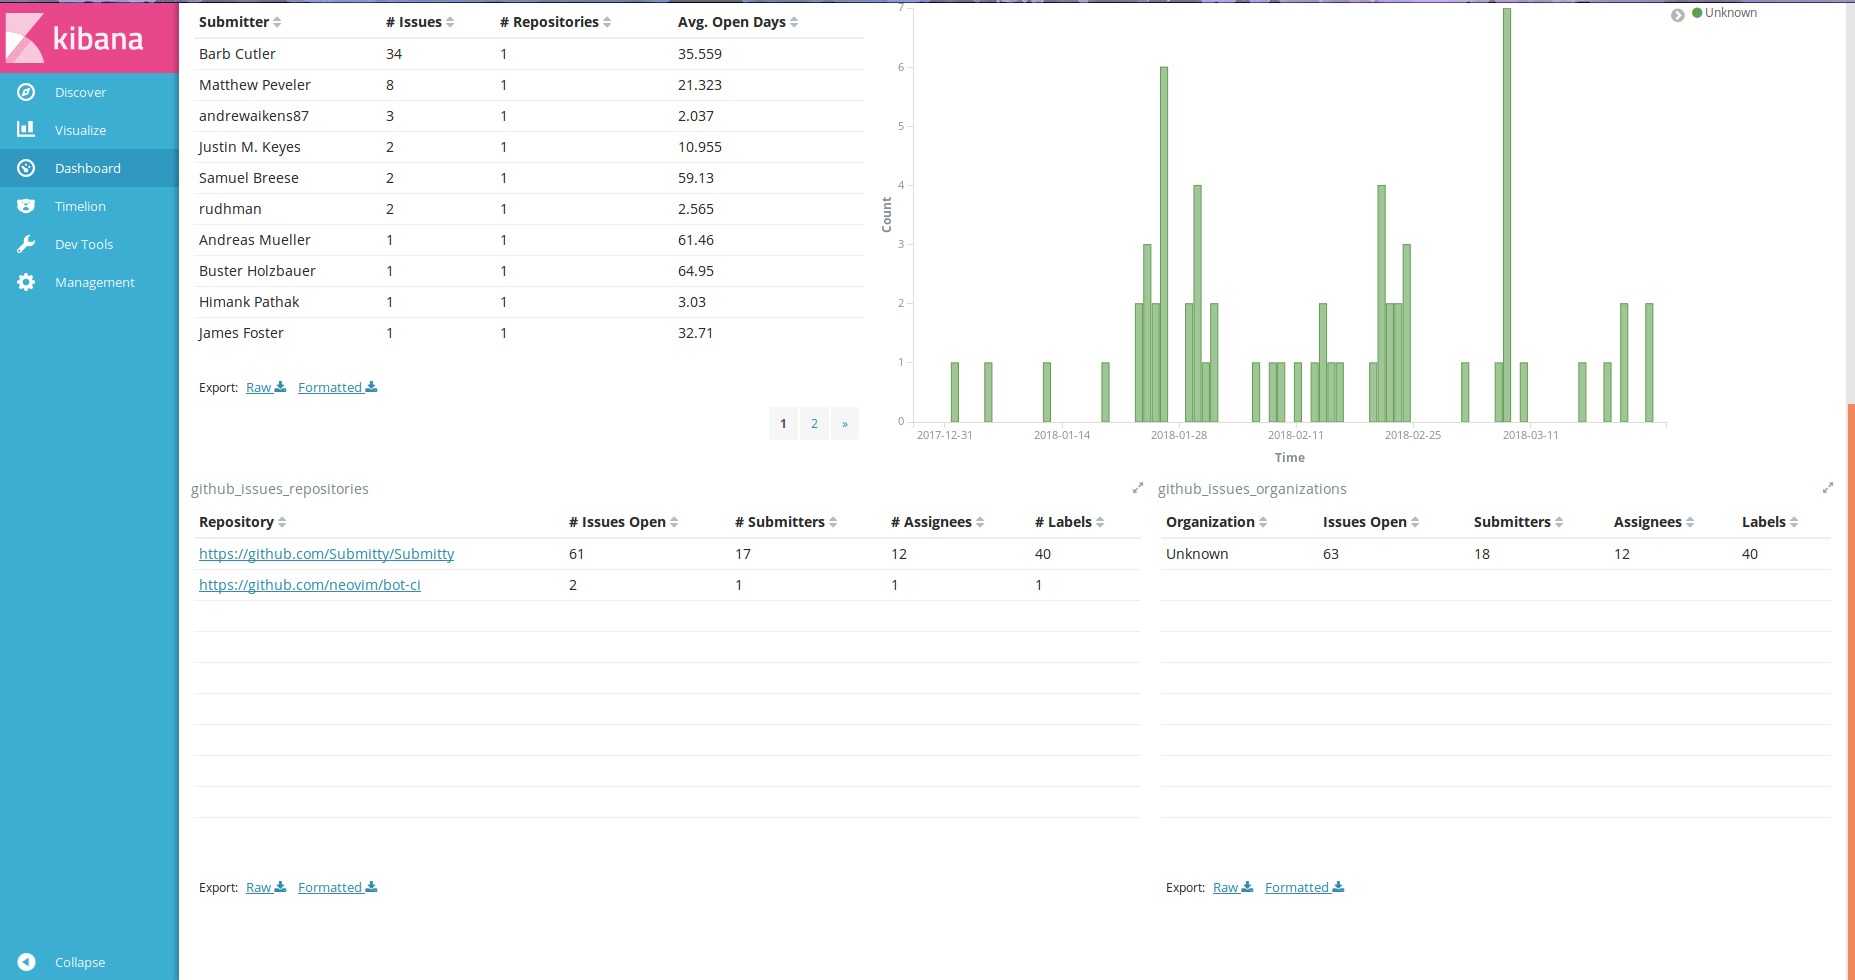 kibana
Discover
Visualize
Dashboard
Timelion
Dev Tools
Management
Collapse
Submitter # Issues # Repositories Avg. Open Days
Barb Cutler 34 1 35.559
Matthew Peveler 8 1 21.323
andrewaikens87 3 1 2.037
Justin M. Keyes 2 1 10.955
Samuel Breese 2 1 59.13
rudhman 2 1 2.565
Andreas Mueller 1 1 61.46
Buster Holzbauer 1 1 64.95
Himank Pathak 1 1 3.03
James Foster 1 1 32.71
Export: Raw Formatted
1 2 »
7
6
5
4
3
2
1
0
Count
2017-12-31 2018-01-14 2018-01-28 2018-02-11 2018-02-25 2018-03-11
Time
Unknown
github_issues_repositories
Repository # Issues Open # Submitters # Assignees # Labels
https://github.com/Submitty/Submitty 61 17 12 40
https://github.com/neovim/bot-ci 2 1 1 1
Export: Raw Formatted
github_issues_organizations
Organization Issues Open Submitters Assignees Labels
Unknown 63 18 12 40
Export: Raw Formatted